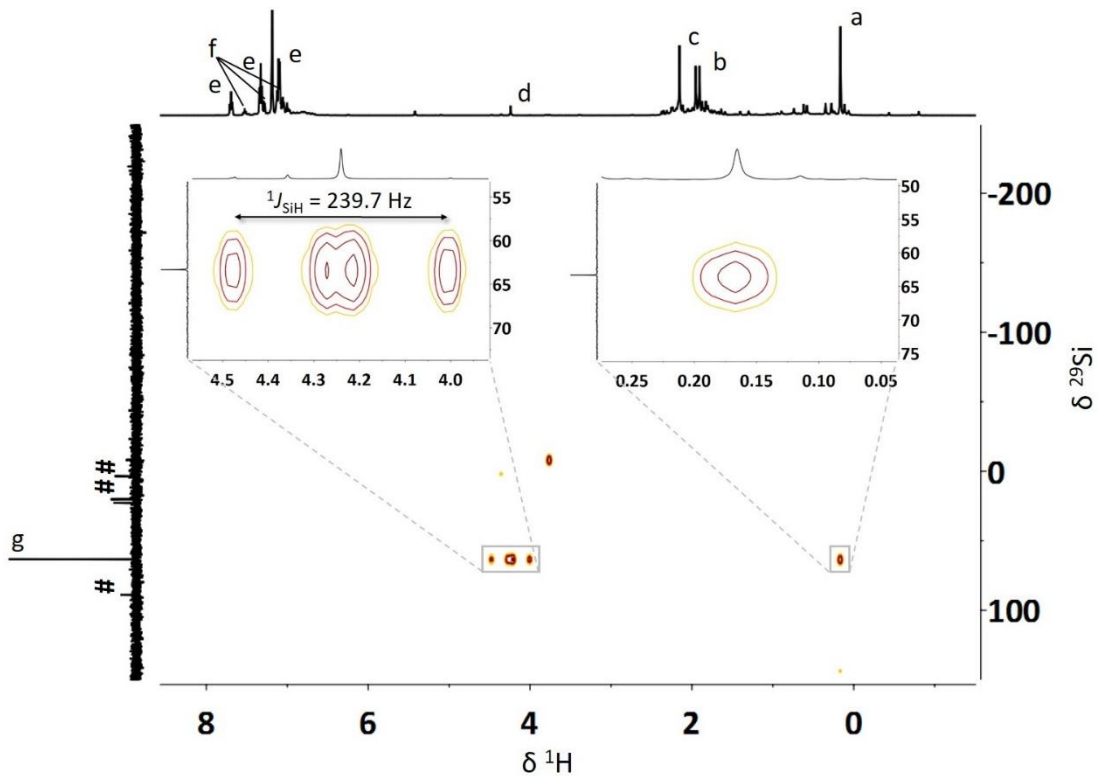 a
c
b
f
e
e
e
d
-200
-100
0
100
δ ²⁹Si
##
#
g
¹J_SiH = 239.7 Hz
55
60
65
70
4.5 4.4 4.3 4.2 4.1 4.0
50
55
60
65
70
75
0.25 0.20 0.15 0.10 0.05
8 6 4 2 0
δ ¹H